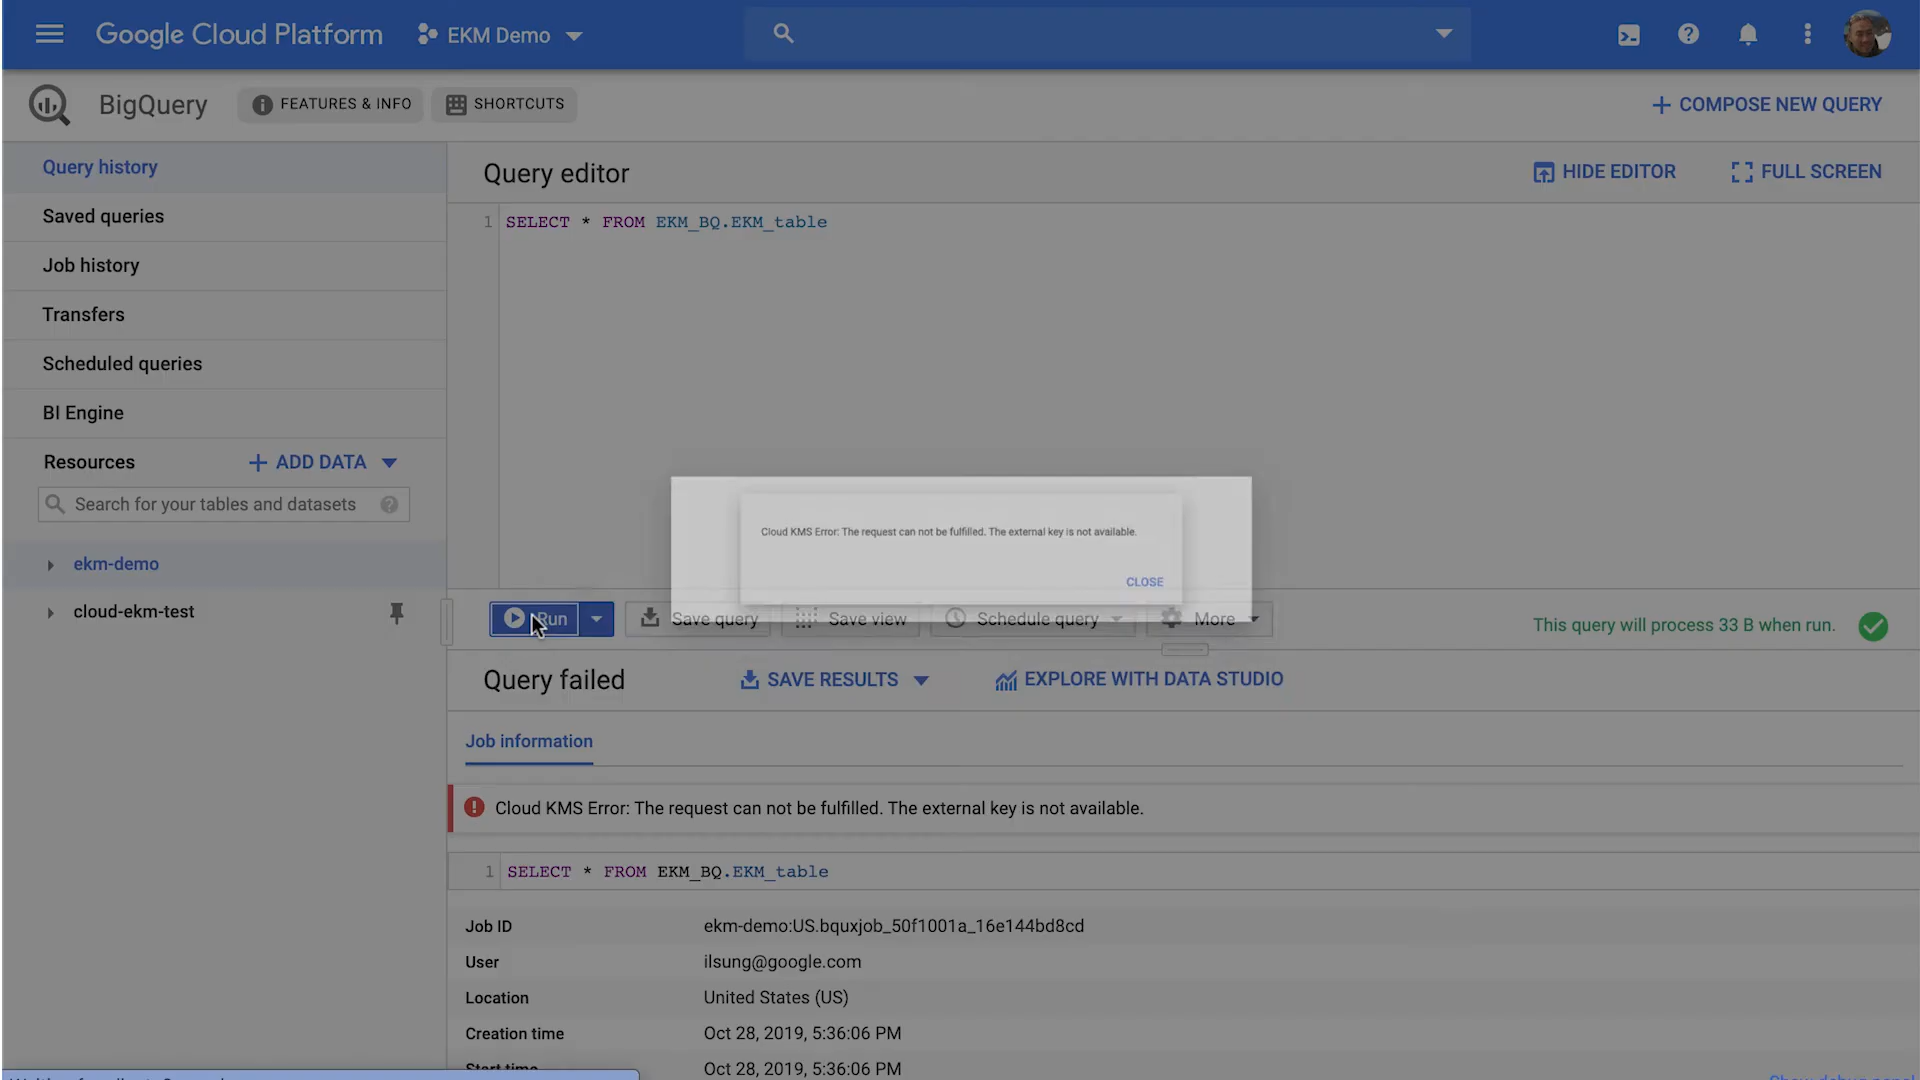 Google Cloud Platform EKM Demo
BigQuery FEATURES & INFO SHORTCUTS + COMPOSE NEW QUERY
Query history
Saved queries
Job history
Transfers
Scheduled queries
BI Engine
Resources + ADD DATA
Search for your tables and datasets
ekm-demo
cloud-ekm-test
Query editor HIDE EDITOR FULL SCREEN
1 SELECT * FROM EKM_BQ.EKM_table
Cloud KMS Error: The request can not be fulfilled. The external key is not available.
CLOSE
Run Save query Save view Schedule query More This query will process 33 B when run.
Query failed SAVE RESULTS EXPLORE WITH DATA STUDIO
Job information
Cloud KMS Error: The request can not be fulfilled. The external key is not available.
1 SELECT * FROM EKM_BQ.EKM_table
Job ID ekm-demo:US.bquxjob_50f1001a_16e144bd8cd
User ilsung@google.com
Location United States (US)
Creation time Oct 28, 2019, 5:36:06 PM
Start time Oct 28, 2019, 5:36:06 PM